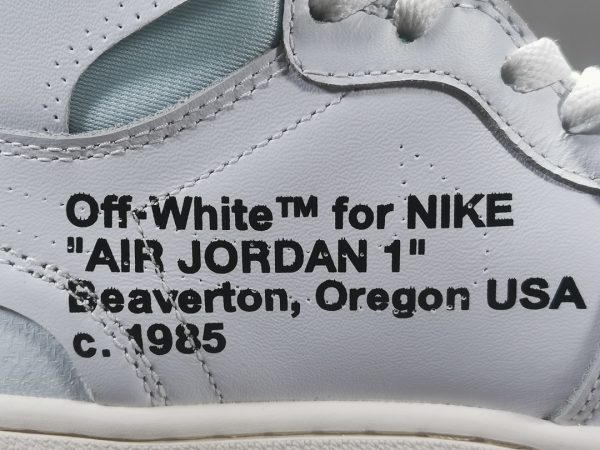 Off-White™ for NIKE
"AIR JORDAN 1"
Beaverton, Oregon USA
c. 1985